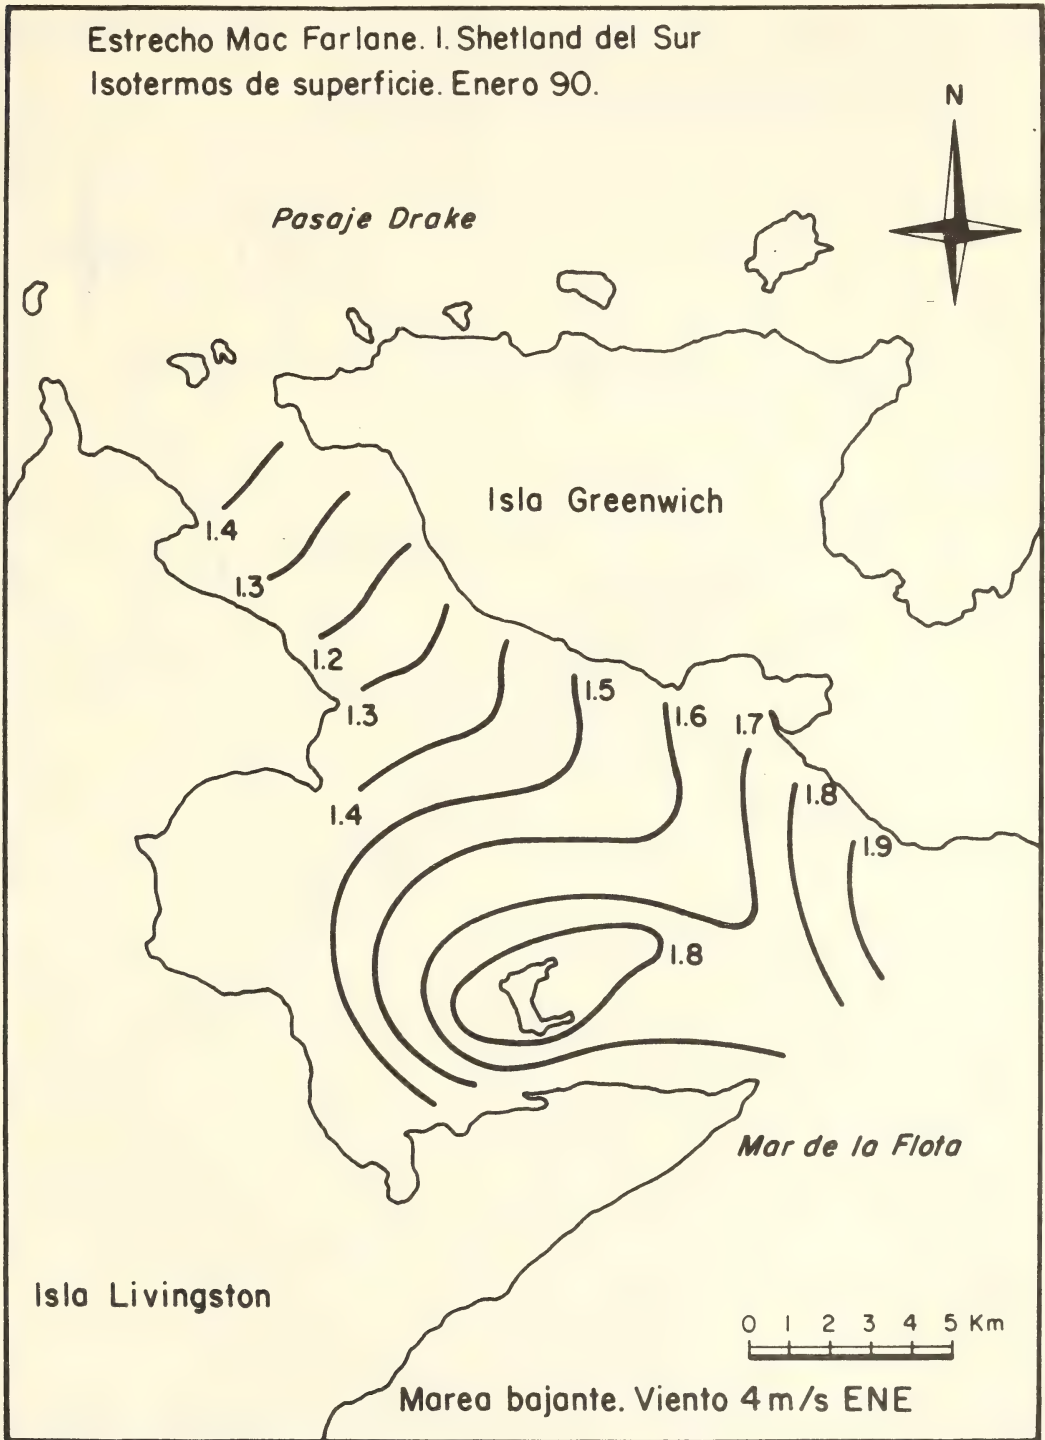 Estrecho Mac Farlane. I. Shetland del Sur
Isotermas de superficie. Enero 90.
N
Pasaje Drake
Isla Greenwich
1.4
1.3
1.2
1.3
1.5
1.6
1.7
1.8
1.4
1.9
1.8
Mar de la Flota
Isla Livingston
0 1 2 3 4 5 Km
Marea bajante. Viento 4 m/s ENE